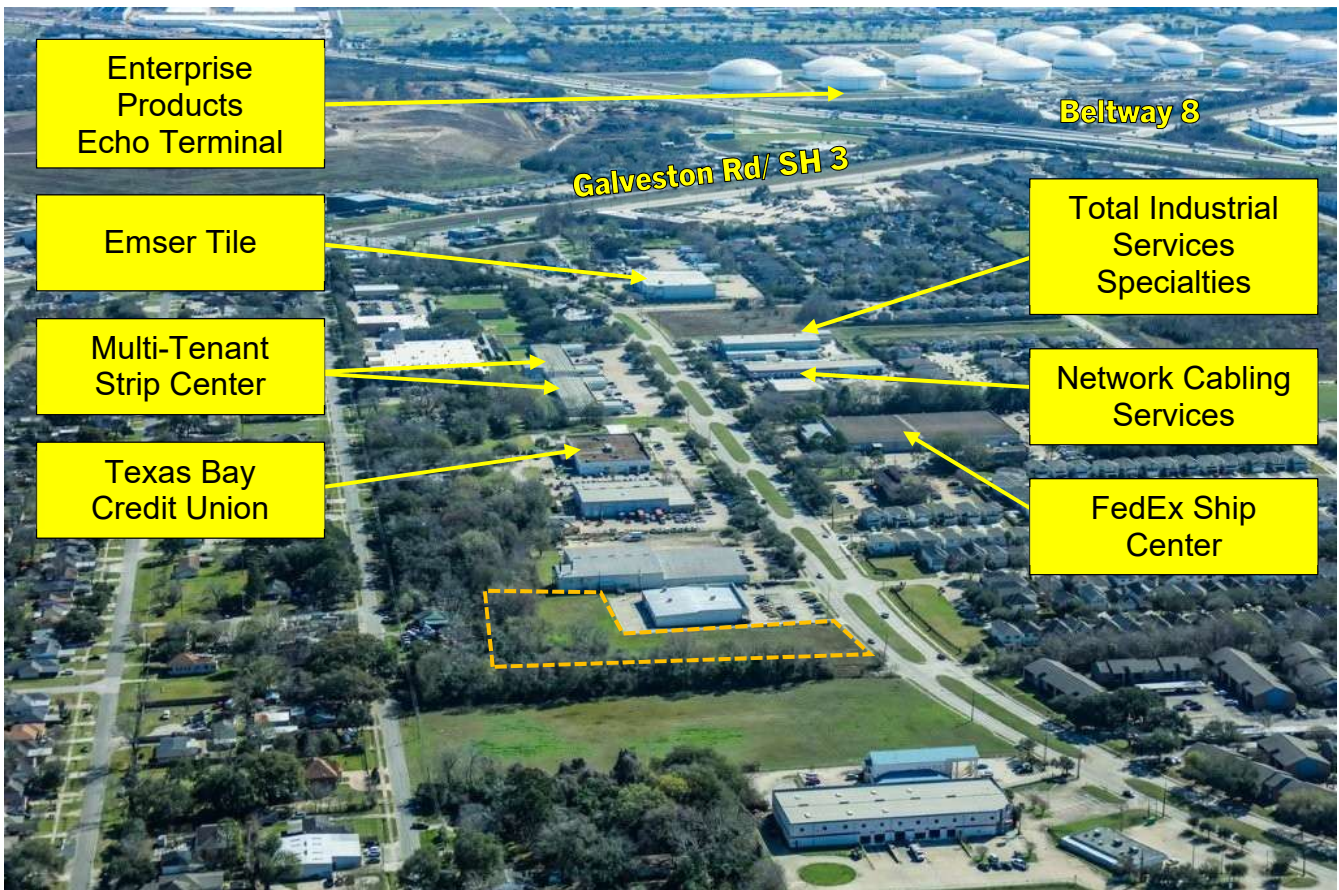 Enterprise
Products
Echo Terminal
Beltway 8
Galveston Rd/ SH 3
Emser Tile
Total Industrial
Services
Specialties
Multi-Tenant
Strip Center
Network Cabling
Services
Texas Bay
Credit Union
FedEx Ship
Center